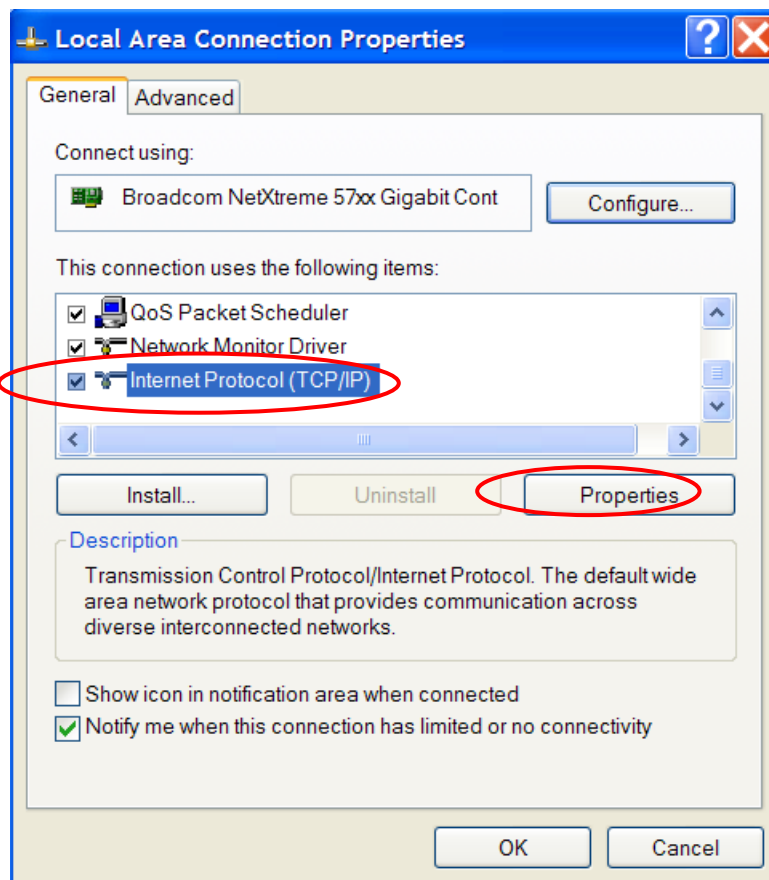 Local Area Connection Properties
General Advanced
Connect using:
Broadcom NetXtreme 57xx Gigabit Cont Configure...
This connection uses the following items:
QoS Packet Scheduler
Network Monitor Driver
Internet Protocol (TCP/IP)
Install... Uninstall Properties
Description
Transmission Control Protocol/Internet Protocol. The default wide
area network protocol that provides communication across
diverse interconnected networks.
Show icon in notification area when connected
Notify me when this connection has limited or no connectivity
OK Cancel